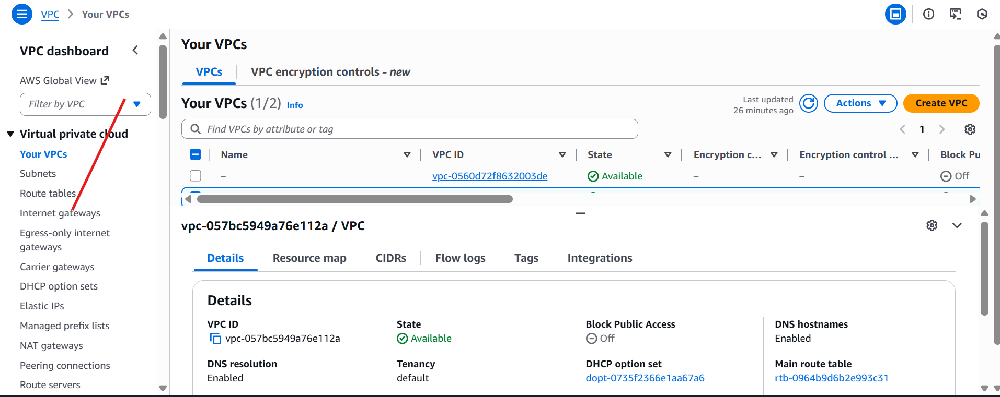 VPC > Your VPCs
VPC dashboard
AWS Global View
Filter by VPC
Virtual private cloud
Your VPCs
Subnets
Route tables
Internet gateways
Egress-only internet
gateways
Carrier gateways
DHCP option sets
Elastic IPs
Managed prefix lists
NAT gateways
Peering connections
Route servers
Your VPCs
VPCs
VPC encryption controls - new
Your VPCs (1/2) Info
Last updated
26 minutes ago
Actions
Create VPC
Find VPCs by attribute or tag
1
Name VPC ID State Encryption c... Encryption control ... Block Pu
– vpc-0560d72f8632003de Available – – Off
vpc-057bc5949a76e112a / VPC
Details Resource map CIDRs Flow logs Tags Integrations
Details
VPC ID
vpc-057bc5949a76e112a
State
Available
Block Public Access
Off
DNS hostnames
Enabled
DNS resolution
Enabled
Tenancy
default
DHCP option set
dopt-0735f2366e1aa67a6
Main route table
rtb-0964b9d6b2e993c31